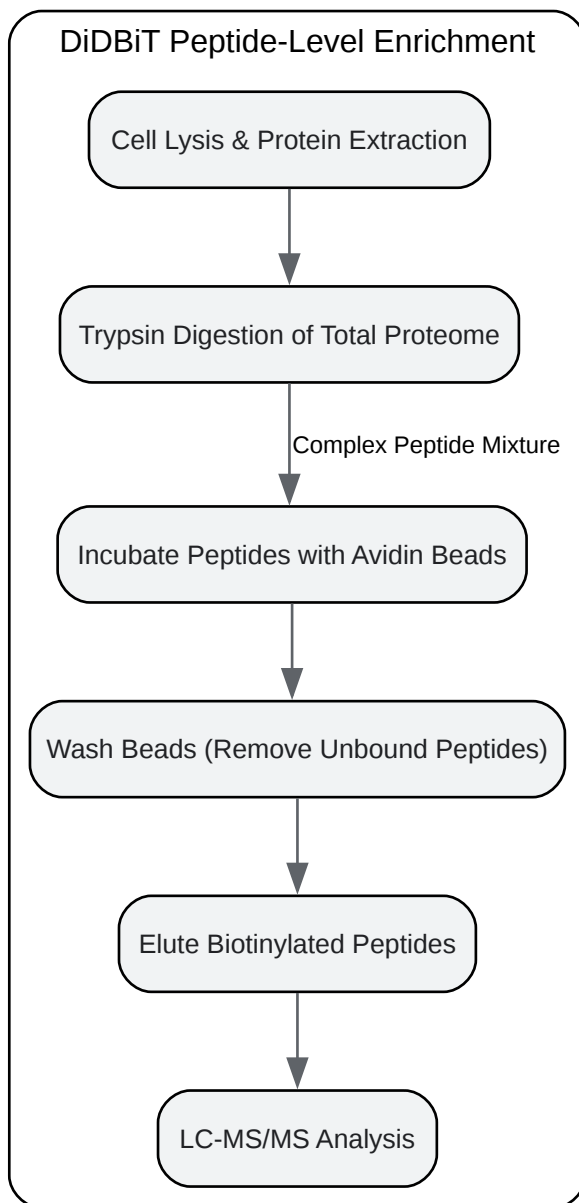 DiDBiT Peptide-Level Enrichment
Cell Lysis & Protein Extraction
Trypsin Digestion of Total Proteome
Complex Peptide Mixture
Incubate Peptides with Avidin Beads
Wash Beads (Remove Unbound Peptides)
Elute Biotinylated Peptides
LC-MS/MS Analysis